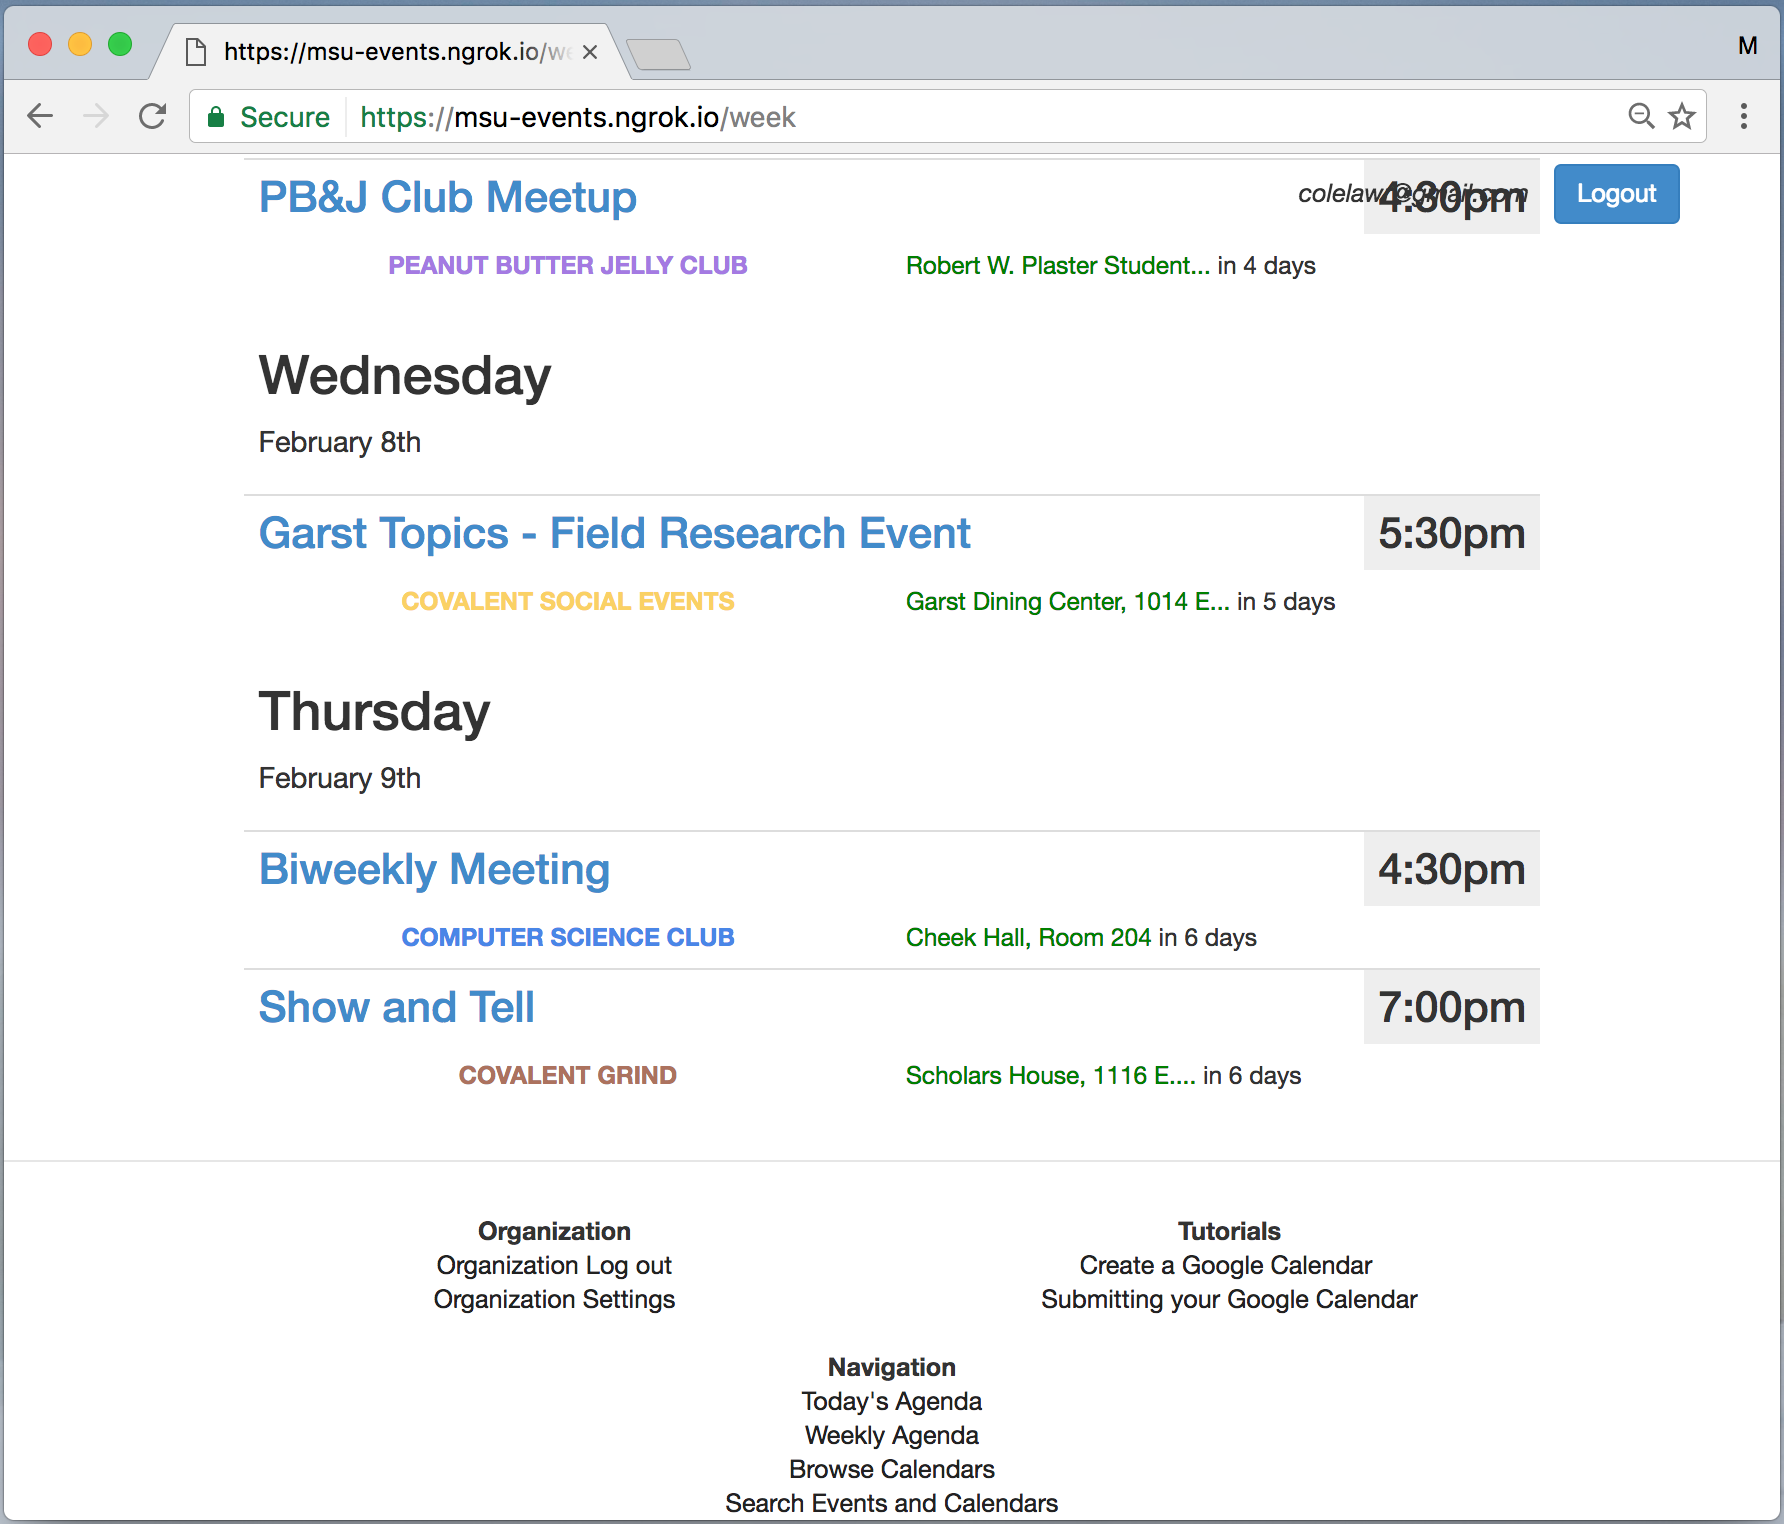 https://msu-events.ngrok.io/we
M
Secure https://msu-events.ngrok.io/week
PB&J Club Meetup 4:30pm Logout
PEANUT BUTTER JELLY CLUB Robert W. Plaster Student... in 4 days
Wednesday
February 8th
Garst Topics - Field Research Event 5:30pm
COVALENT SOCIAL EVENTS Garst Dining Center, 1014 E... in 5 days
Thursday
February 9th
Biweekly Meeting 4:30pm
COMPUTER SCIENCE CLUB Cheek Hall, Room 204 in 6 days
Show and Tell 7:00pm
COVALENT GRIND Scholars House, 1116 E.... in 6 days
Organization
Organization Log out
Organization Settings
Tutorials
Create a Google Calendar
Submitting your Google Calendar
Navigation
Today's Agenda
Weekly Agenda
Browse Calendars
Search Events and Calendars